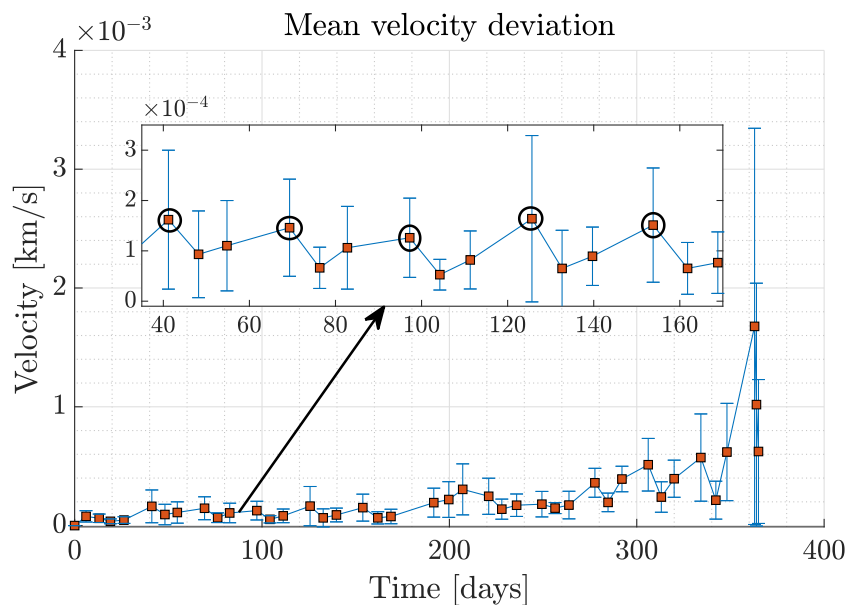 Mean velocity deviation
×10⁻³
4
3
2
1
0
Velocity [km/s]
×10⁻⁴
3
2
1
0
40 60 80 100 120 140 160
0 100 200 300 400
Time [days]